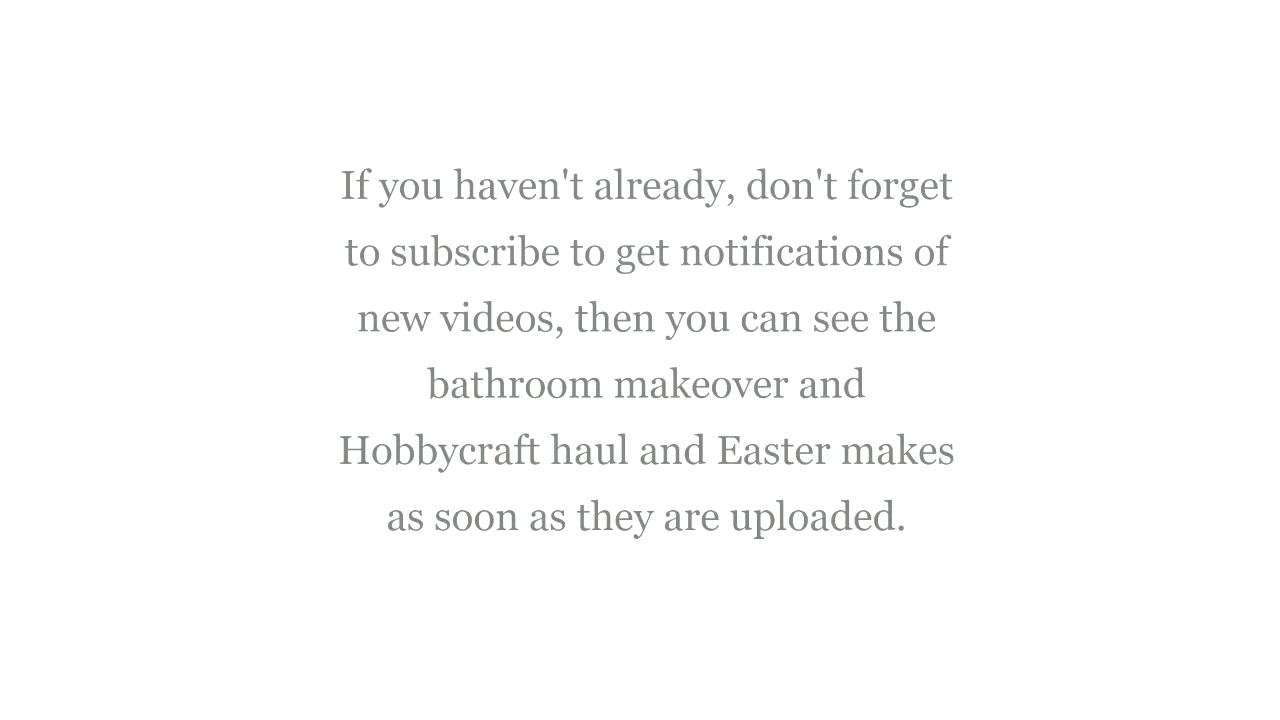 If you haven't already, don't forget
to subscribe to get notifications of
new videos, then you can see the
bathroom makeover and
Hobbycraft haul and Easter makes
as soon as they are uploaded.